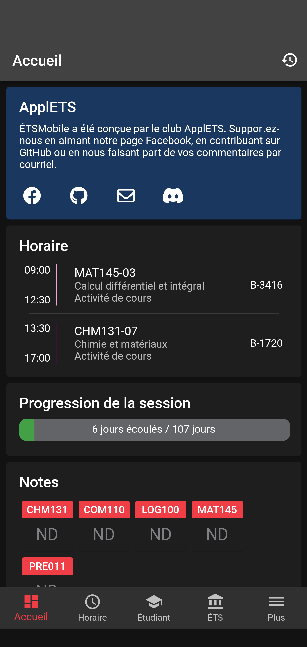 Accueil
ApplETS
ÉTSMobile a été conçue par le club ApplETS. Supportez-
nous en aimant notre page Facebook, en contribuant sur
GitHub ou en nous faisant part de vos commentaires par
courriel.
Horaire
09:00
MAT145-03
Calcul différentiel et intégral
B-3416
12:30
Activité de cours
13:30
CHM131-07
Chimie et matériaux
B-1720
17:00
Activité de cours
Progression de la session
6 jours écoulés / 107 jours
Notes
CHM131 COM110 LOG100 MAT145
ND ND ND ND
PRE011
ND
Accueil Horaire Étudiant ÉTS Plus